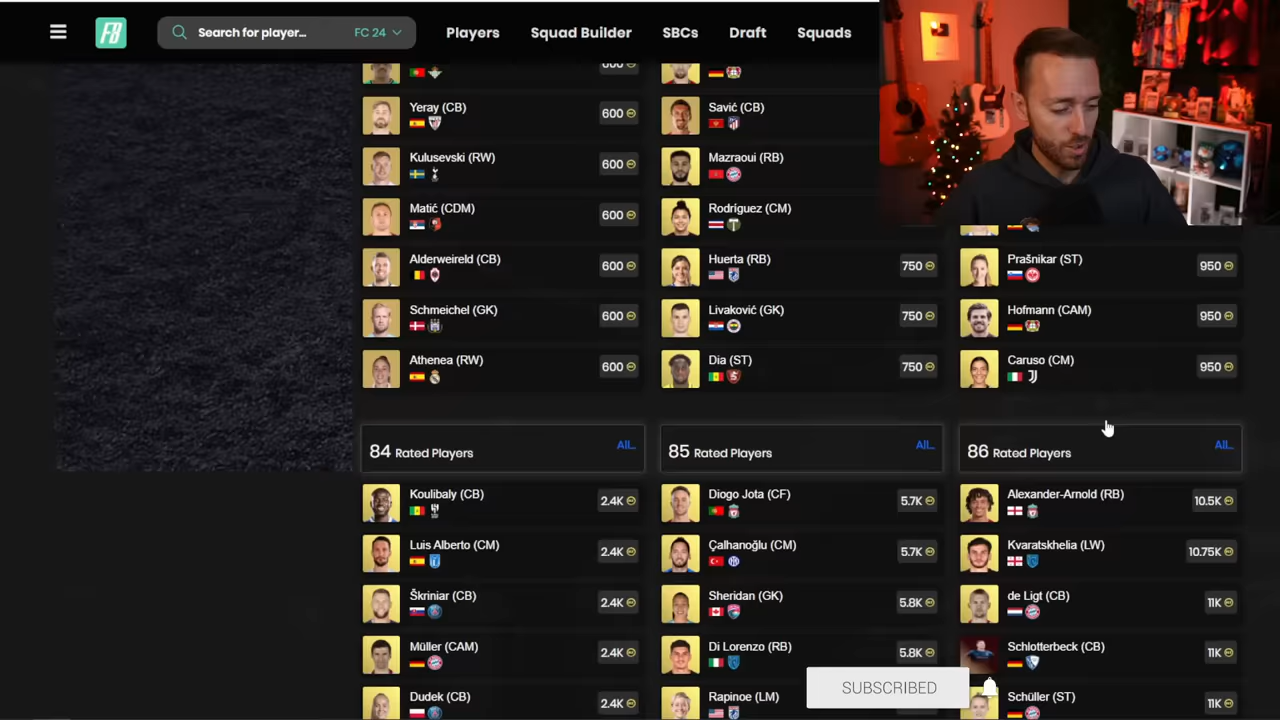 FB
Search for player...
FC 24
Players
Squad Builder
SBCs
Draft
Squads
Yeray (CB)
600
Savić (CB)
Kulusevski (RW)
600
Mazraoui (RB)
Matić (CDM)
600
Rodríguez (CM)
Alderweireld (CB)
600
Huerta (RB)
750
Prašnikar (ST)
950
Schmeichel (GK)
600
Livaković (GK)
750
Hofmann (CAM)
950
Athenea (RW)
600
Dia (ST)
750
Caruso (CM)
950
84 Rated Players
All...
85 Rated Players
All...
86 Rated Players
All...
Koulibaly (CB)
2.4K
Diogo Jota (CF)
5.7K
Alexander-Arnold (RB)
10.5K
Luis Alberto (CM)
2.4K
Çalhanoğlu (CM)
5.7K
Kvaratskhelia (LW)
10.75K
Škriniar (CB)
2.4K
Sheridan (GK)
5.8K
de Ligt (CB)
11K
Müller (CAM)
2.4K
Di Lorenzo (RB)
5.8K
Schlotterbeck (CB)
11K
Dudek (CB)
2.4K
Rapinoe (LM)
Schüller (ST)
11K
SUBSCRIBED